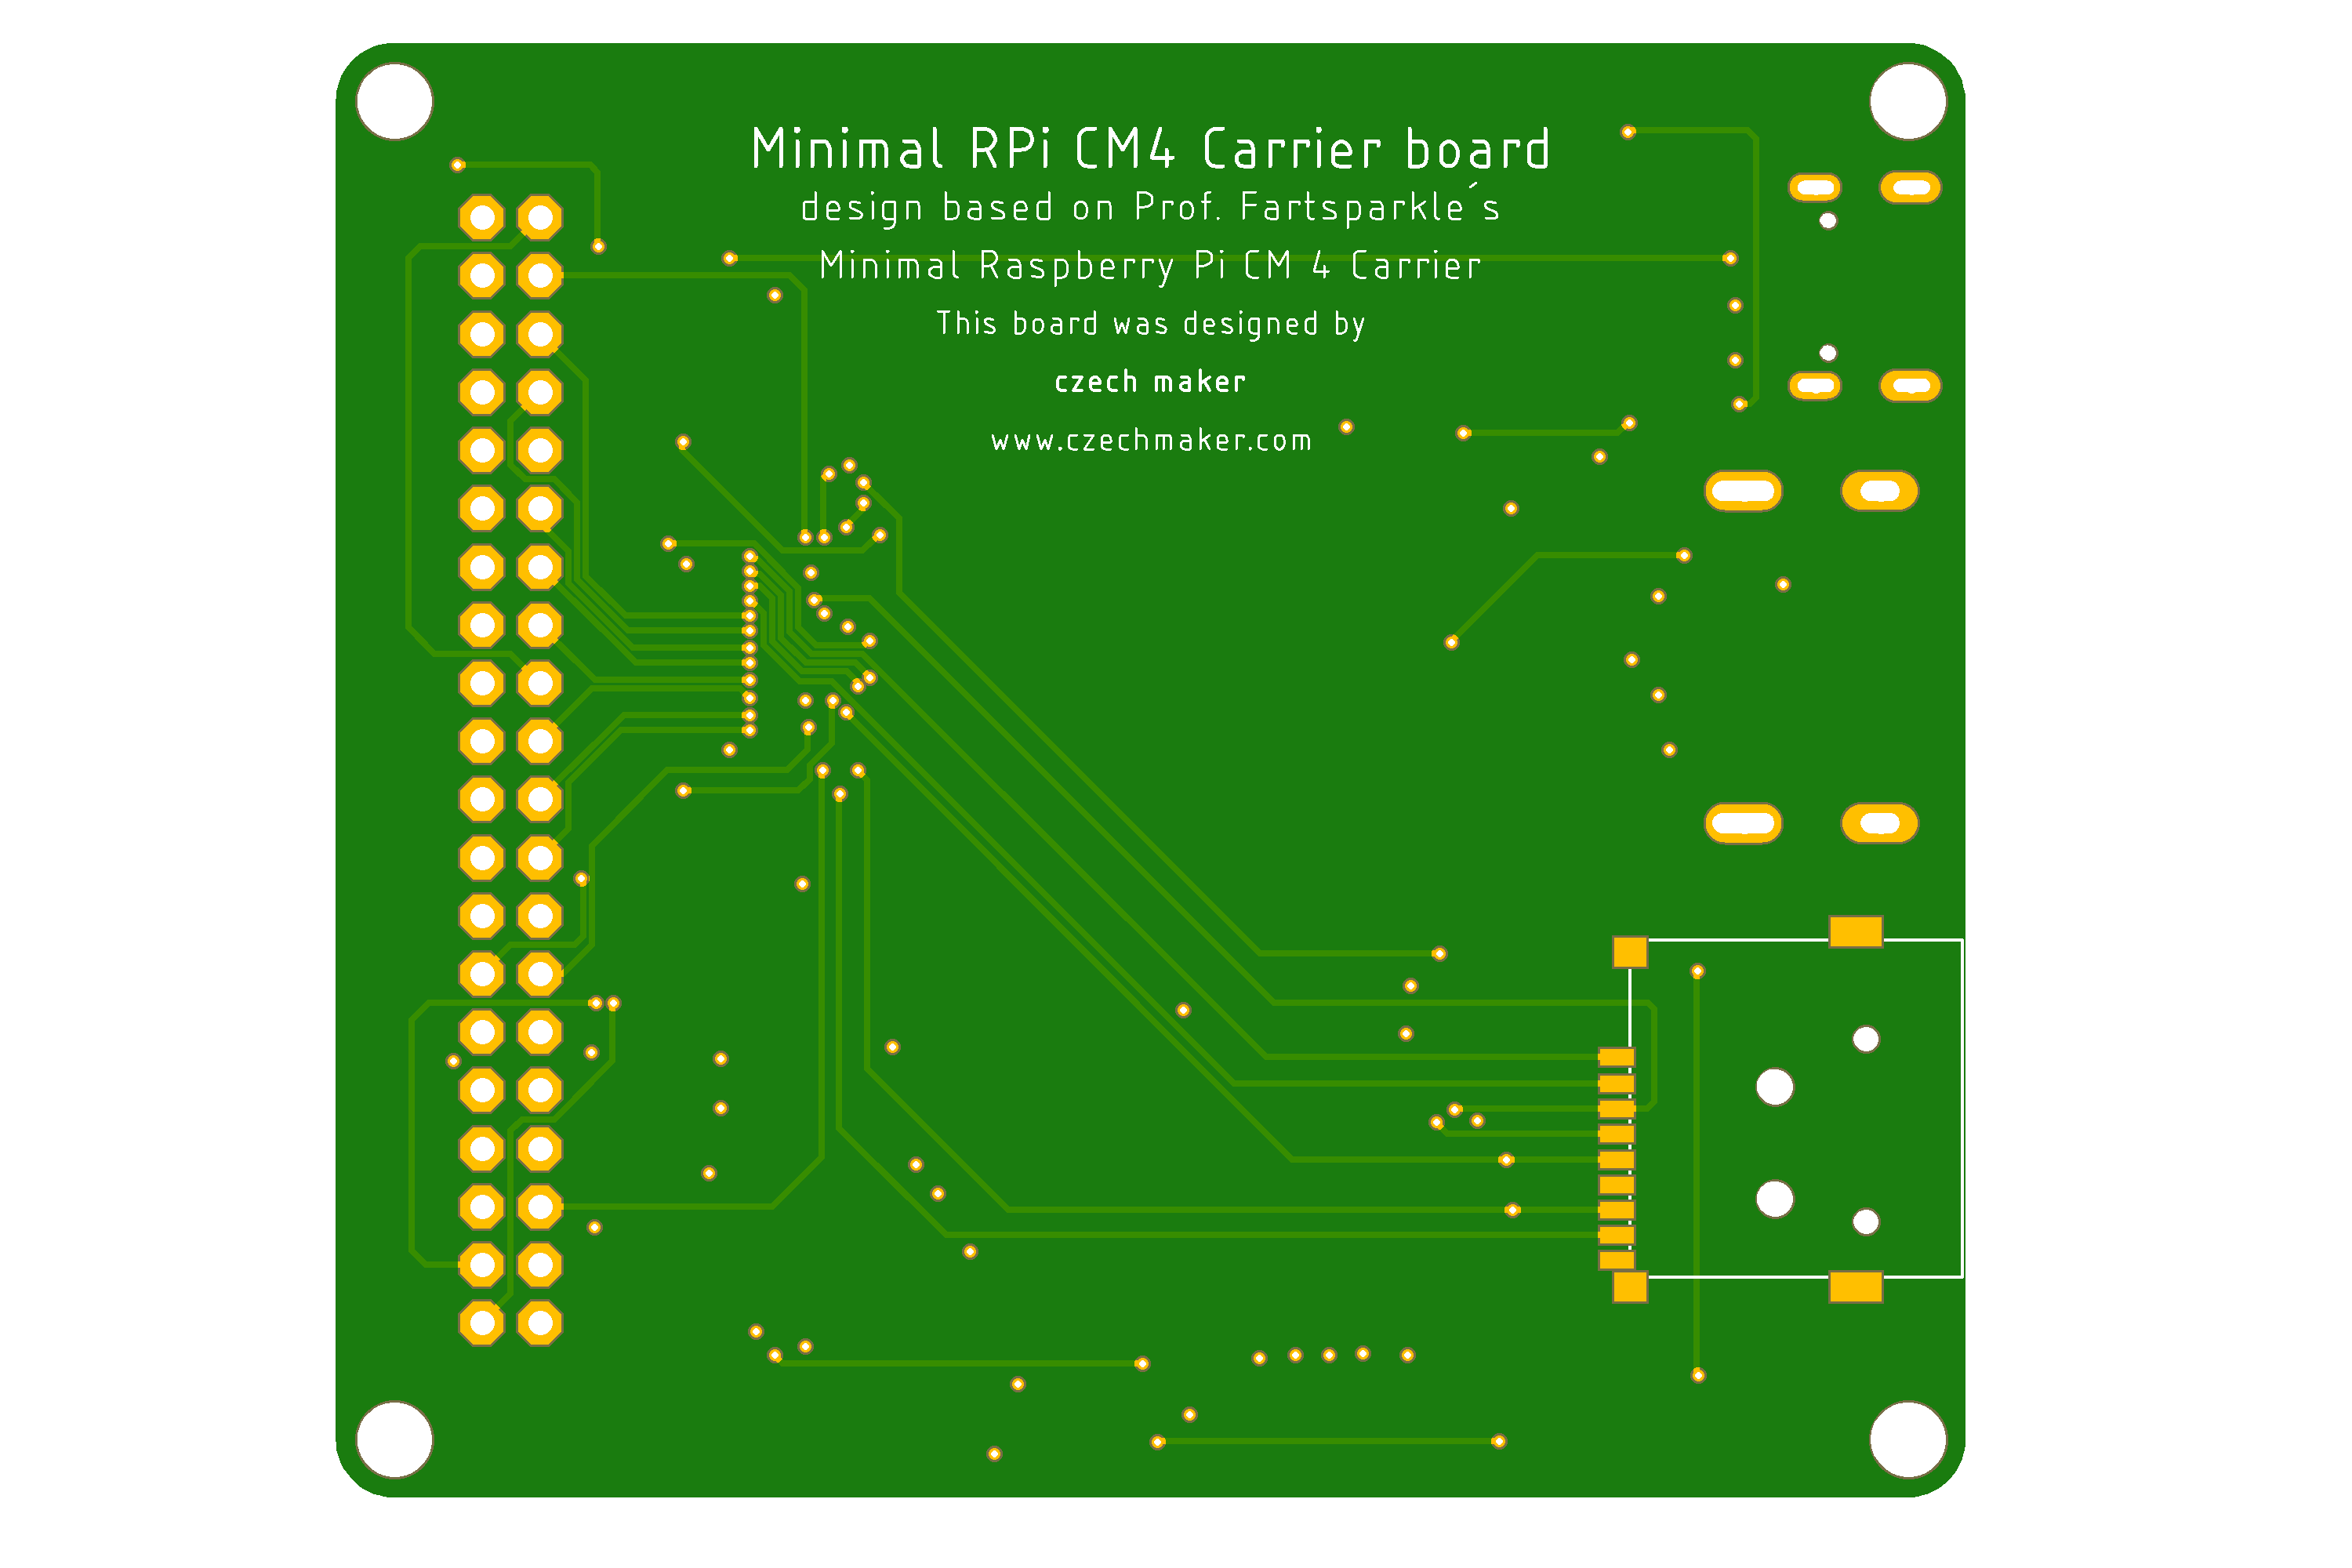 Minimal RPi CM4 Carrier board
design based on Prof. Fartsparkle´s
Minimal Raspberry Pi CM 4 Carrier
This board was designed by
czech maker
www.czechmaker.com